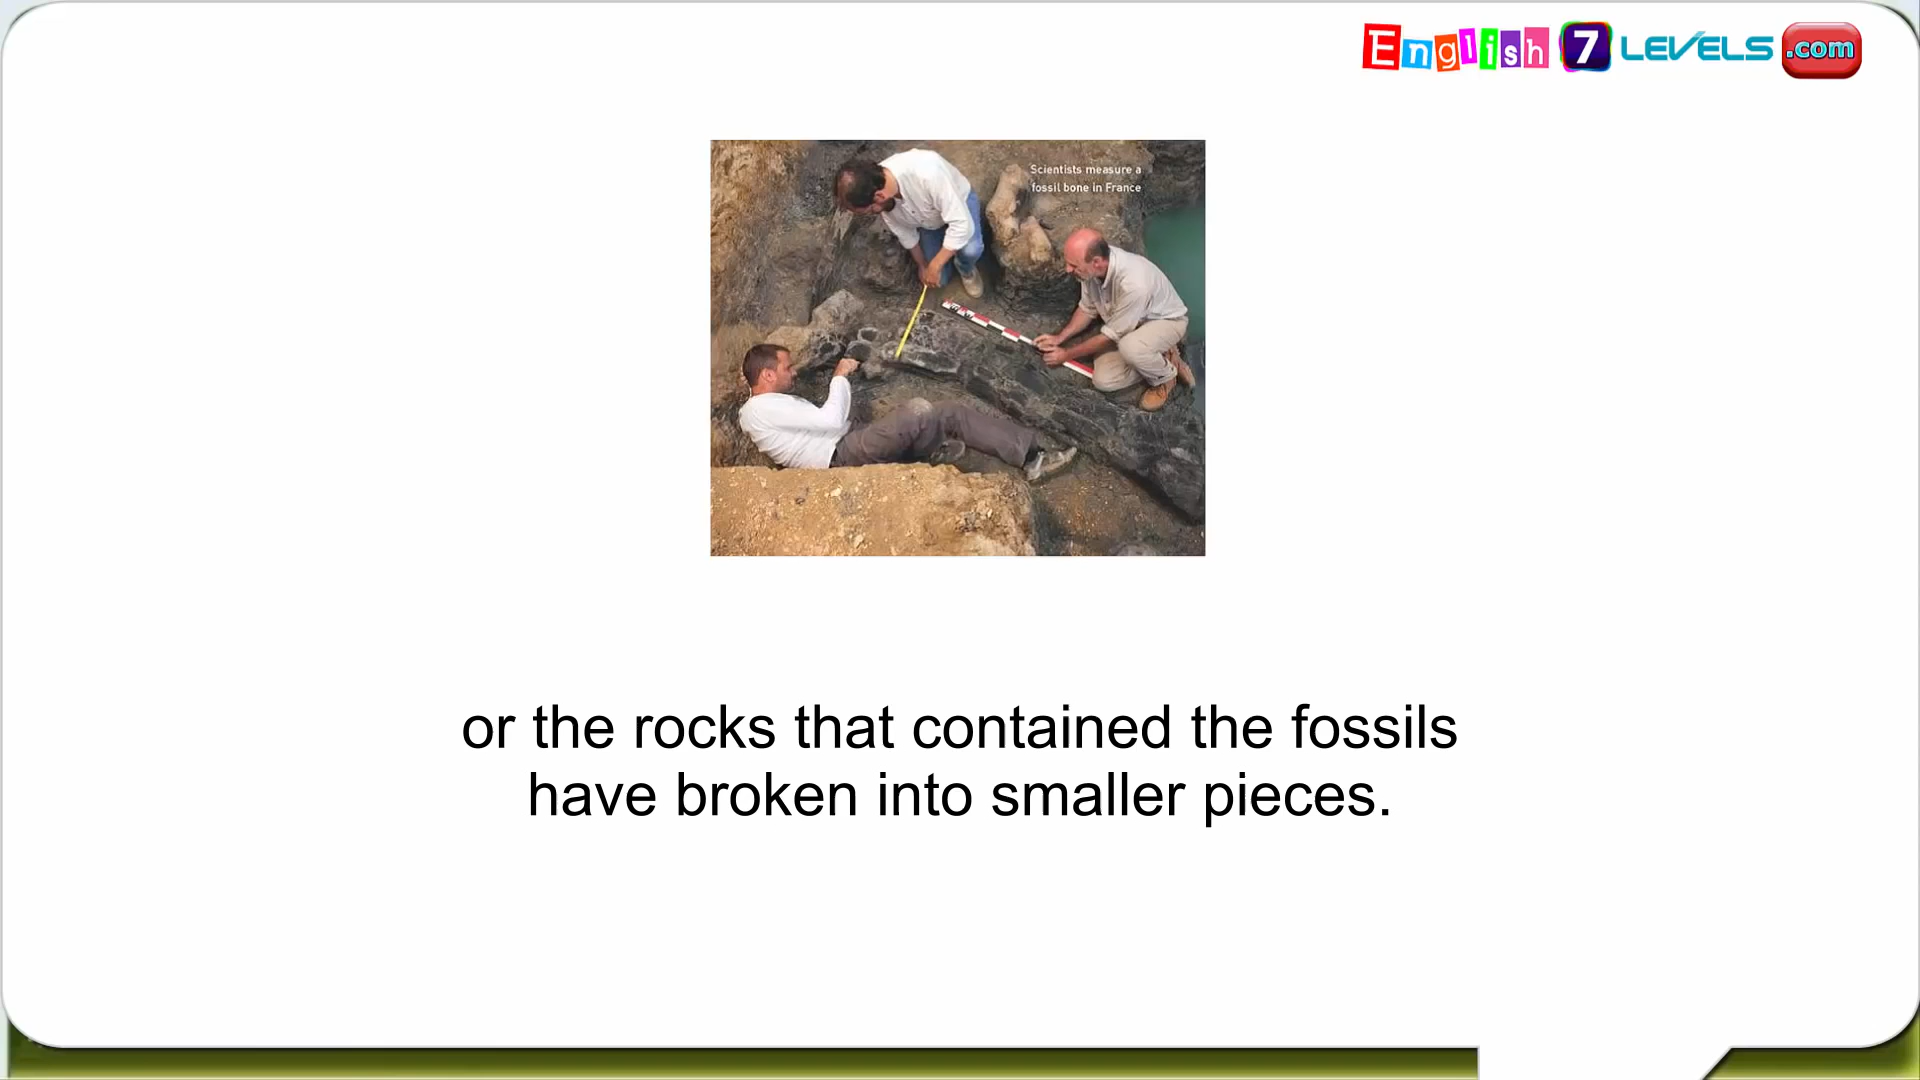 English 7 LEVELS .com
Scientists measure a
fossil bone in France
or the rocks that contained the fossils
have broken into smaller pieces.